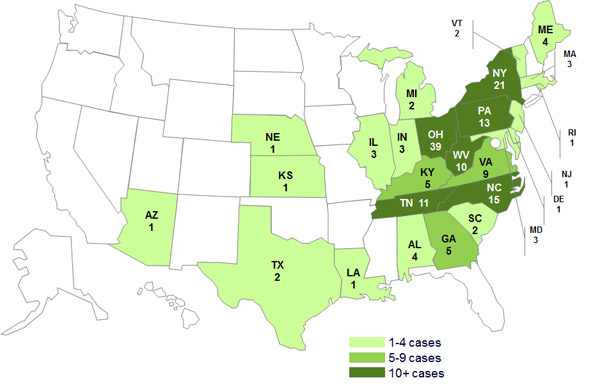 VT
2
ME
4
MA
3
NY
21
MI
2
PA
13
RI
1
NE
1
IL
3
IN
3
OH
39
WV
10
VA
9
NJ
1
KS
1
KY
5
DE
1
AZ
1
TN 11
NC
15
MD
3
SC
2
TX
2
LA
1
AL
4
GA
5
1-4 cases
5-9 cases
10+ cases